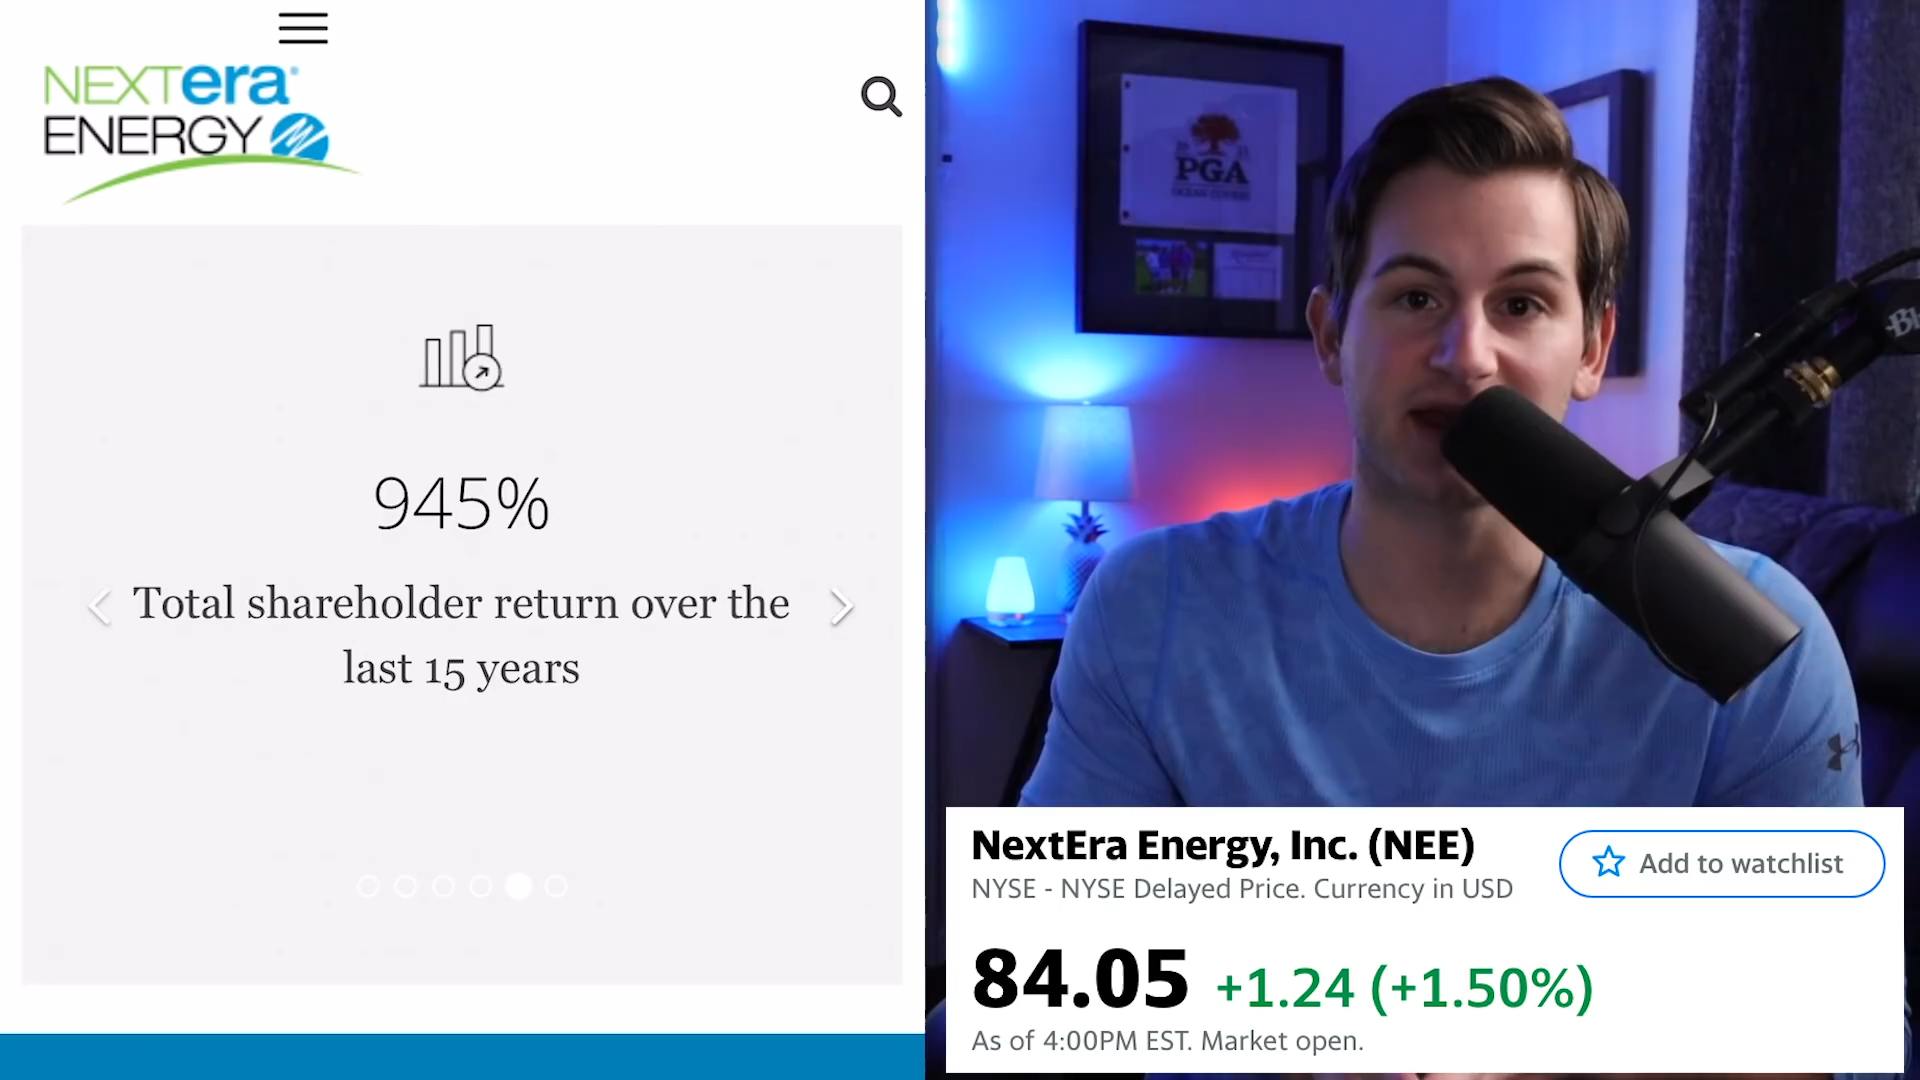 NEXTera®
ENERGY
945%
Total shareholder return over the
last 15 years
PGA
NextEra Energy, Inc. (NEE)
NYSE - NYSE Delayed Price. Currency in USD
Add to watchlist
84.05 +1.24 (+1.50%)
As of 4:00PM EST. Market open.